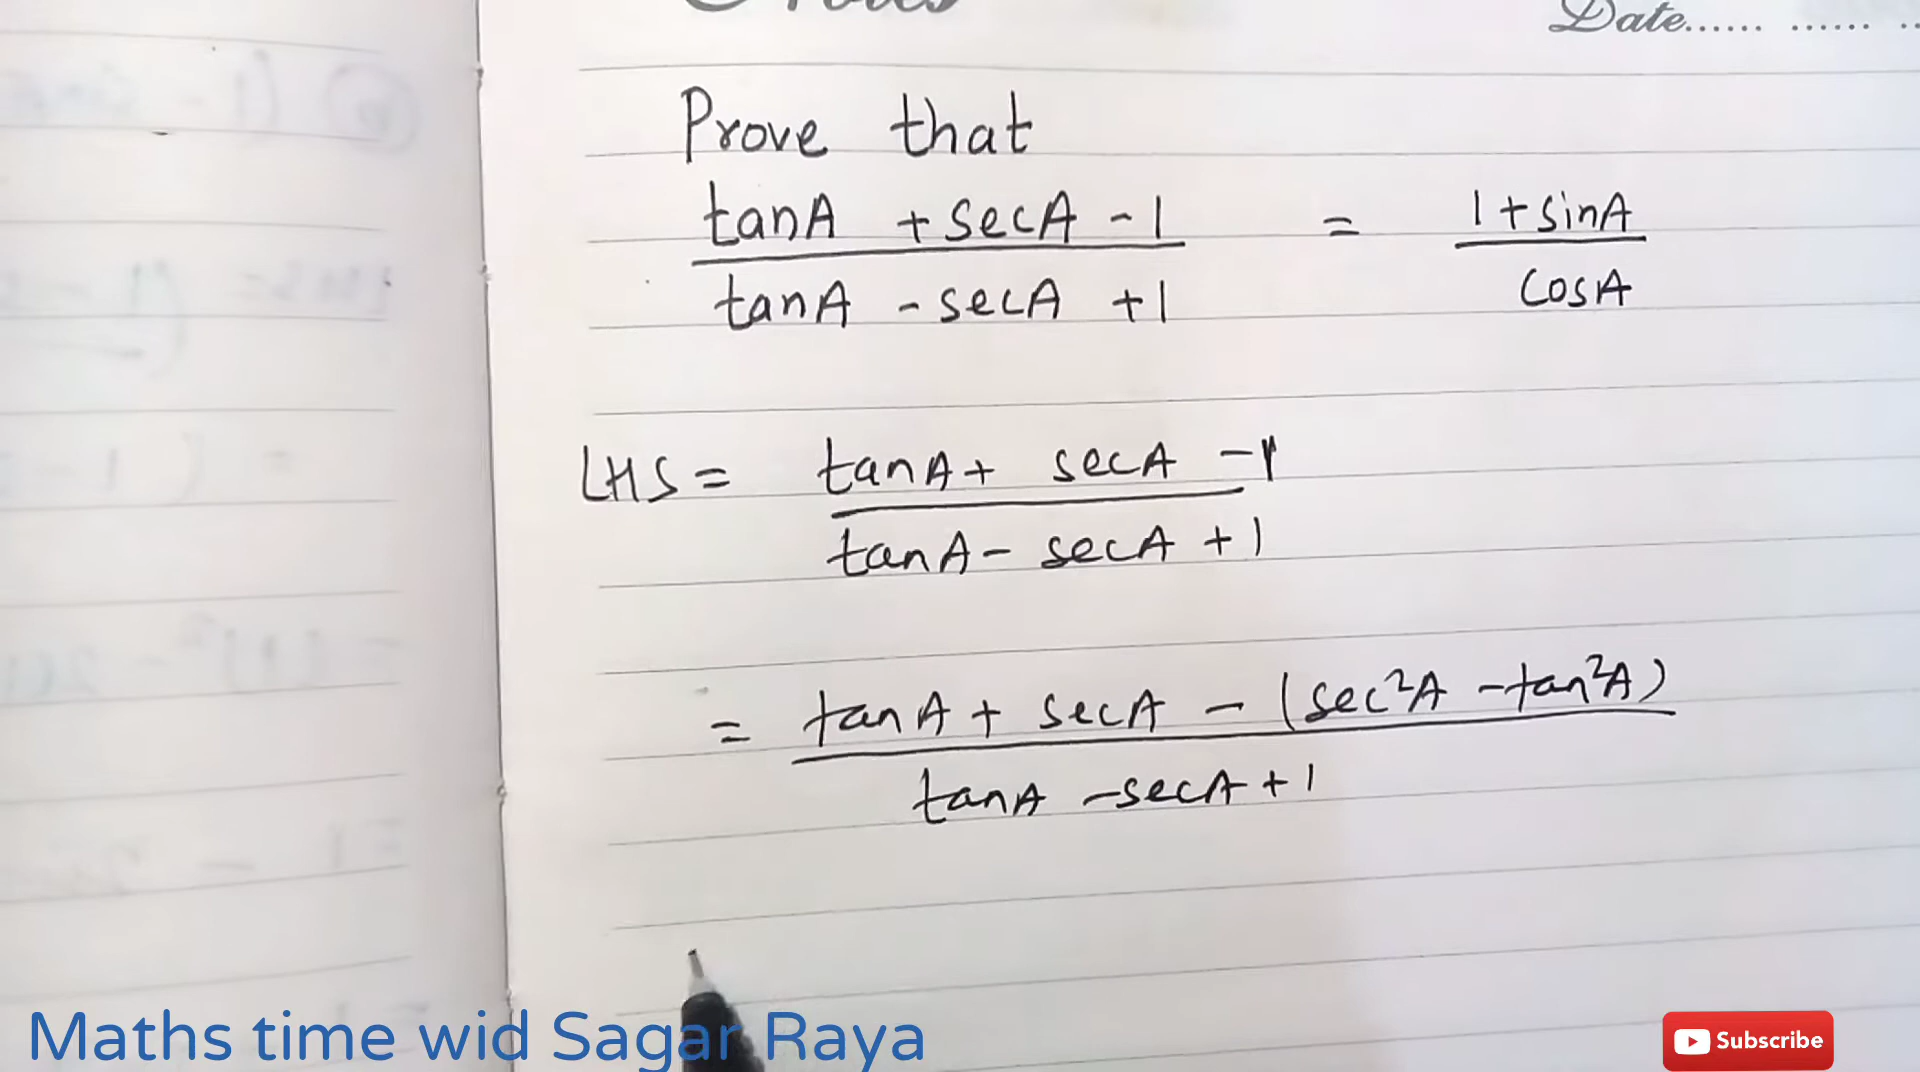 Notes
Date...... ...... ..
Prove that
tanA + secA - 1 = 1 + sinA
tanA - secA + 1 cosA
LHS = tanA + secA - 1
tanA - secA + 1
= tanA + secA - (sec²A - tan²A)
tanA - secA + 1
Maths time wid Sagar Raya
Subscribe